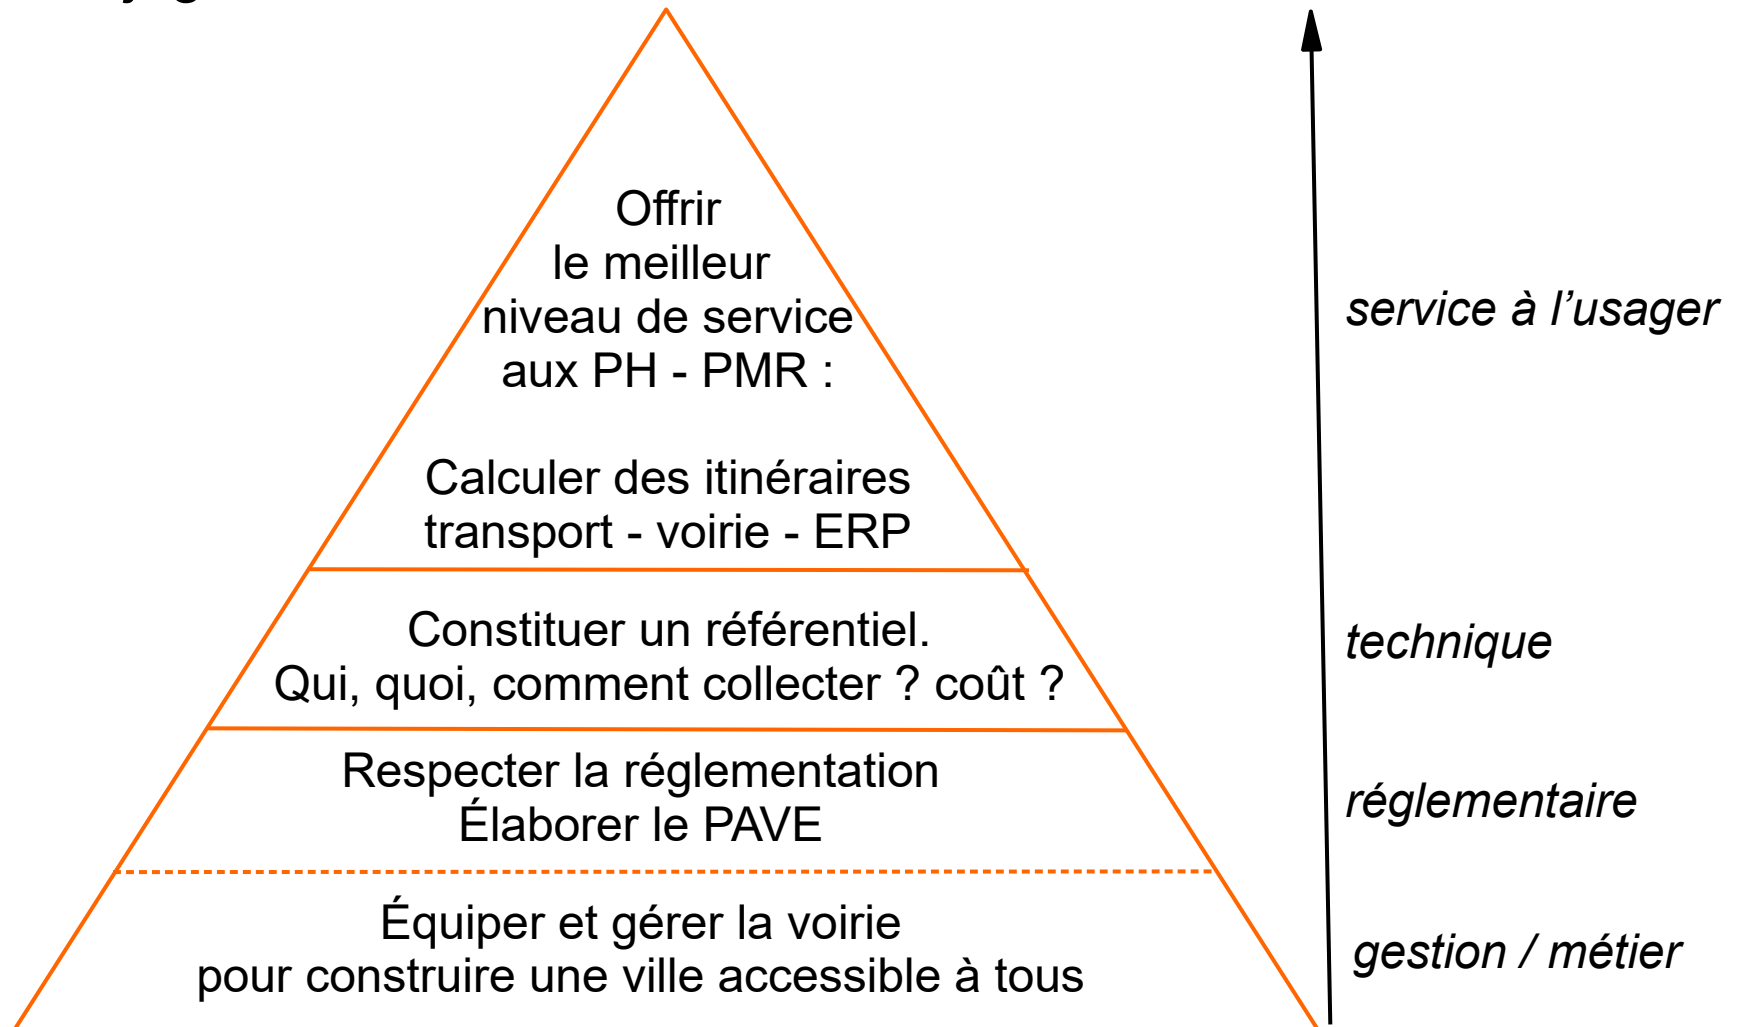 Offrir
le meilleur
niveau de service
aux PH - PMR :
service à l’usager
Calculer des itinéraires
transport - voirie - ERP
Constituer un référentiel.
Qui, quoi, comment collecter ? coût ?
technique
Respecter la réglementation
Élaborer le PAVE
réglementaire
Équiper et gérer la voirie
pour construire une ville accessible à tous
gestion / métier